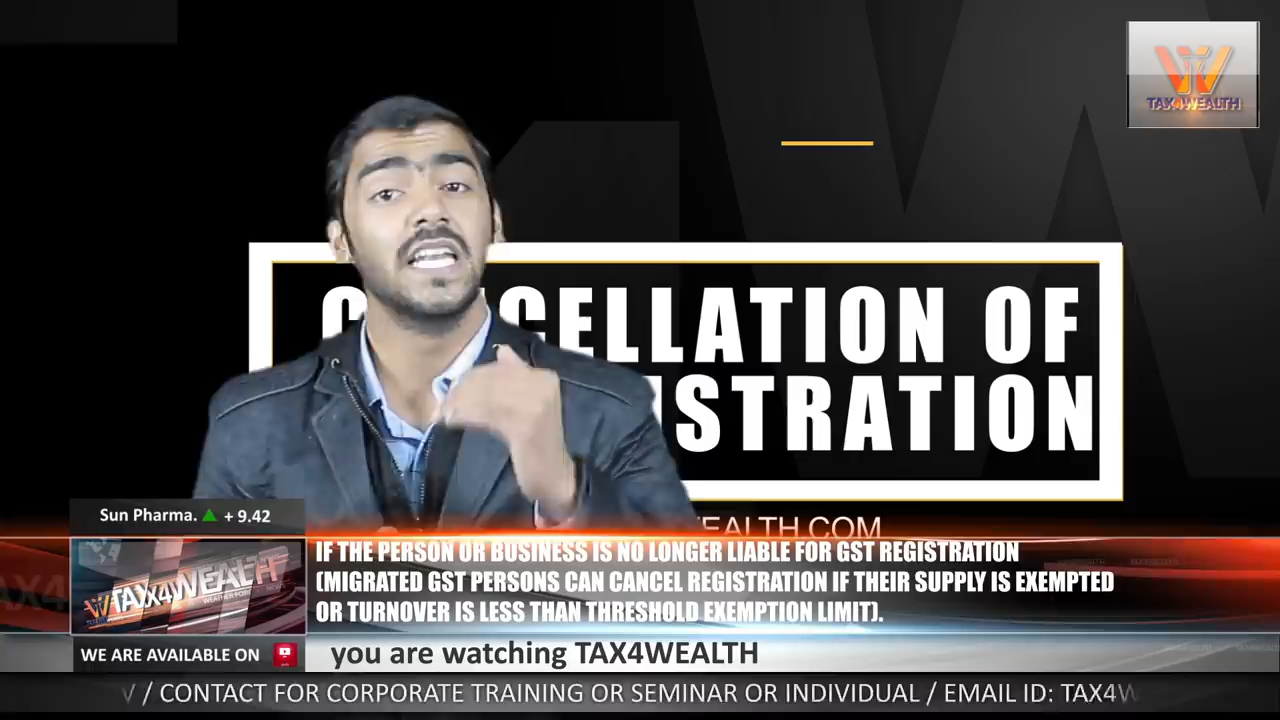 TAX4WEALTH
CELLATION OF
ISTRATION
WEALTH.COM
Sun Pharma. ▲ + 9.42
IF THE PERSON OR BUSINESS IS NO LONGER LIABLE FOR GST REGISTRATION
(MIGRATED GST PERSONS CAN CANCEL REGISTRATION IF THEIR SUPPLY IS EXEMPTED
OR TURNOVER IS LESS THAN THRESHOLD EXEMPTION LIMIT).
TAX4WEALTH
WE ARE AVAILABLE ON
you are watching TAX4WEALTH
/ CONTACT FOR CORPORATE TRAINING OR SEMINAR OR INDIVIDUAL / EMAIL ID: TAX4W